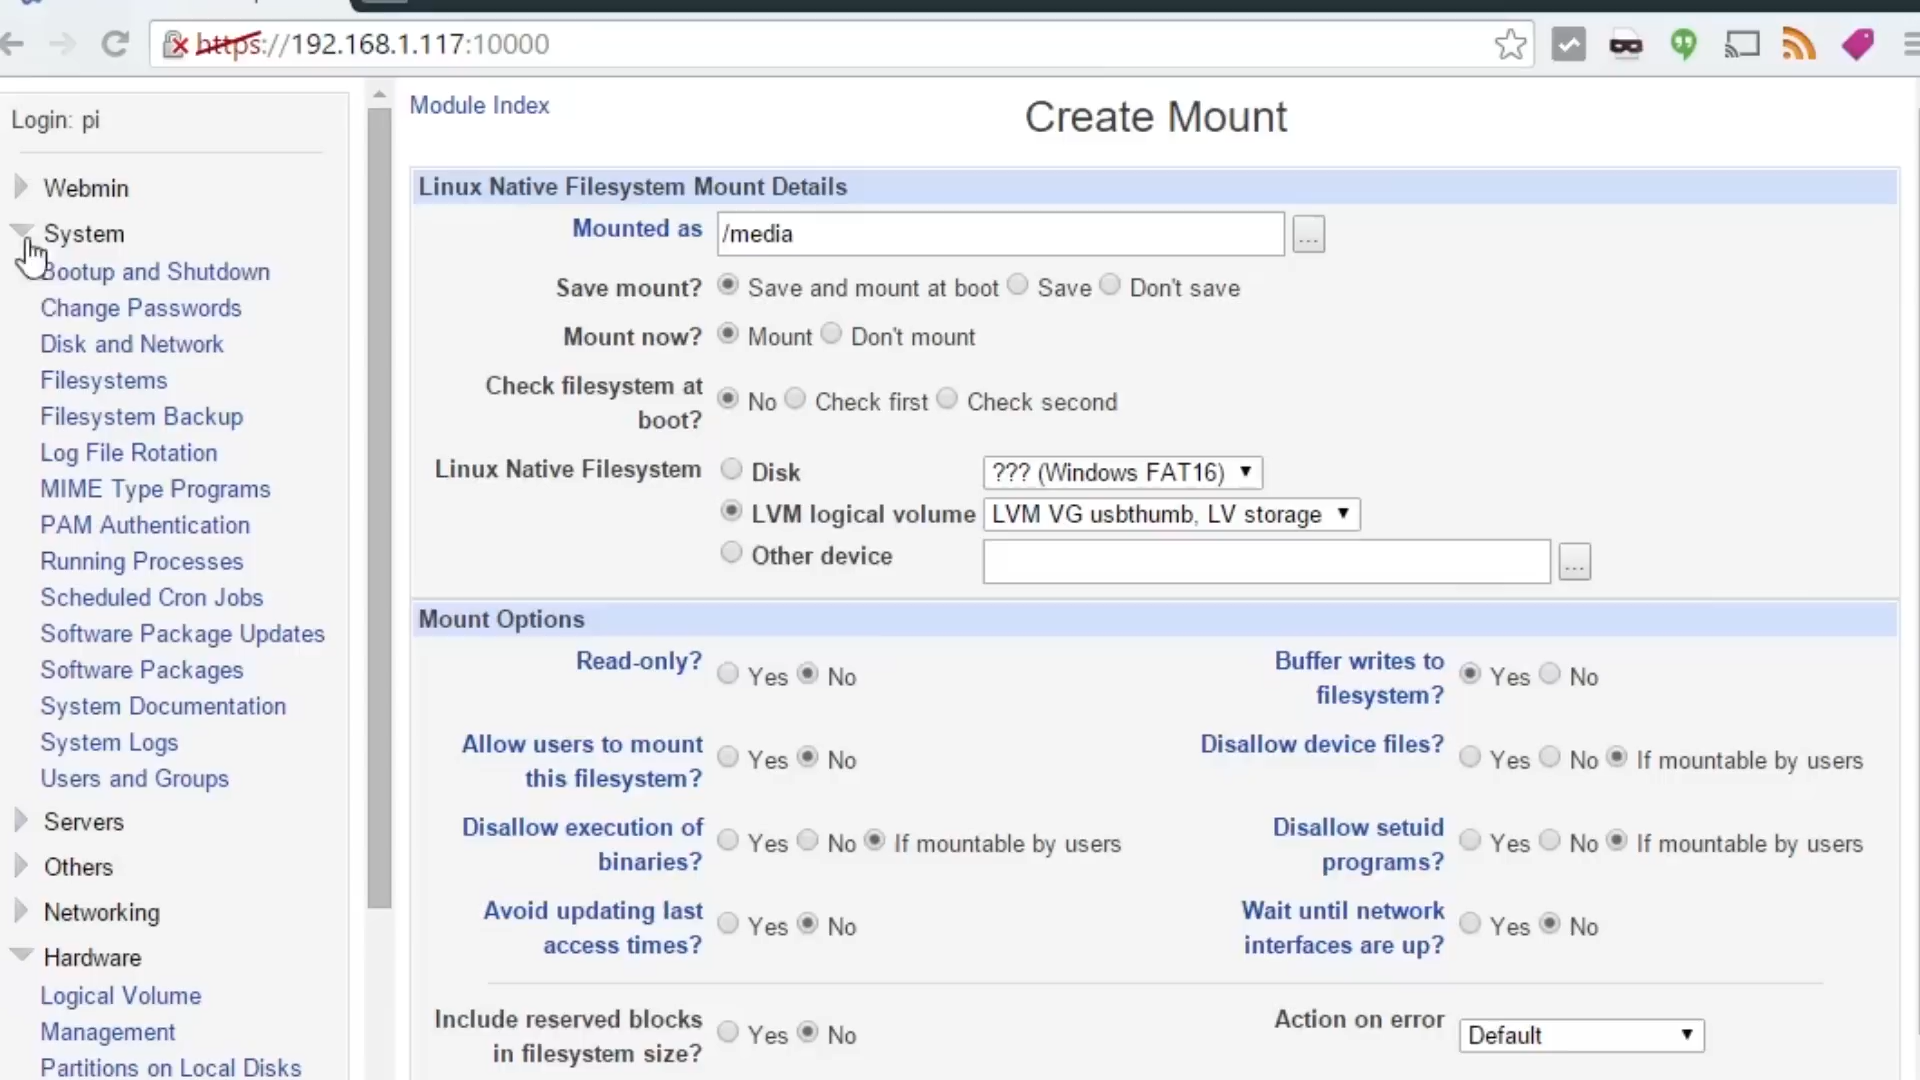 https://192.168.1.117:10000
Login: pi
Webmin
System
Bootup and Shutdown
Change Passwords
Disk and Network
Filesystems
Filesystem Backup
Log File Rotation
MIME Type Programs
PAM Authentication
Running Processes
Scheduled Cron Jobs
Software Package Updates
Software Packages
System Documentation
System Logs
Users and Groups
Servers
Others
Networking
Hardware
Logical Volume
Management
Partitions on Local Disks
Module Index
Create Mount
Linux Native Filesystem Mount Details
Mounted as /media ...
Save mount? Save and mount at boot Save Don't save
Mount now? Mount Don't mount
Check filesystem at
boot? No Check first Check second
Linux Native Filesystem Disk ??? (Windows FAT16)
LVM logical volume LVM VG usbthumb, LV storage
Other device ...
Mount Options
Read-only? Yes No
Buffer writes to
filesystem? Yes No
Allow users to mount
this filesystem? Yes No
Disallow device files? Yes No If mountable by users
Disallow execution of
binaries? Yes No If mountable by users
Disallow setuid
programs? Yes No If mountable by users
Avoid updating last
access times? Yes No
Wait until network
interfaces are up? Yes No
Include reserved blocks
in filesystem size? Yes No
Action on error Default